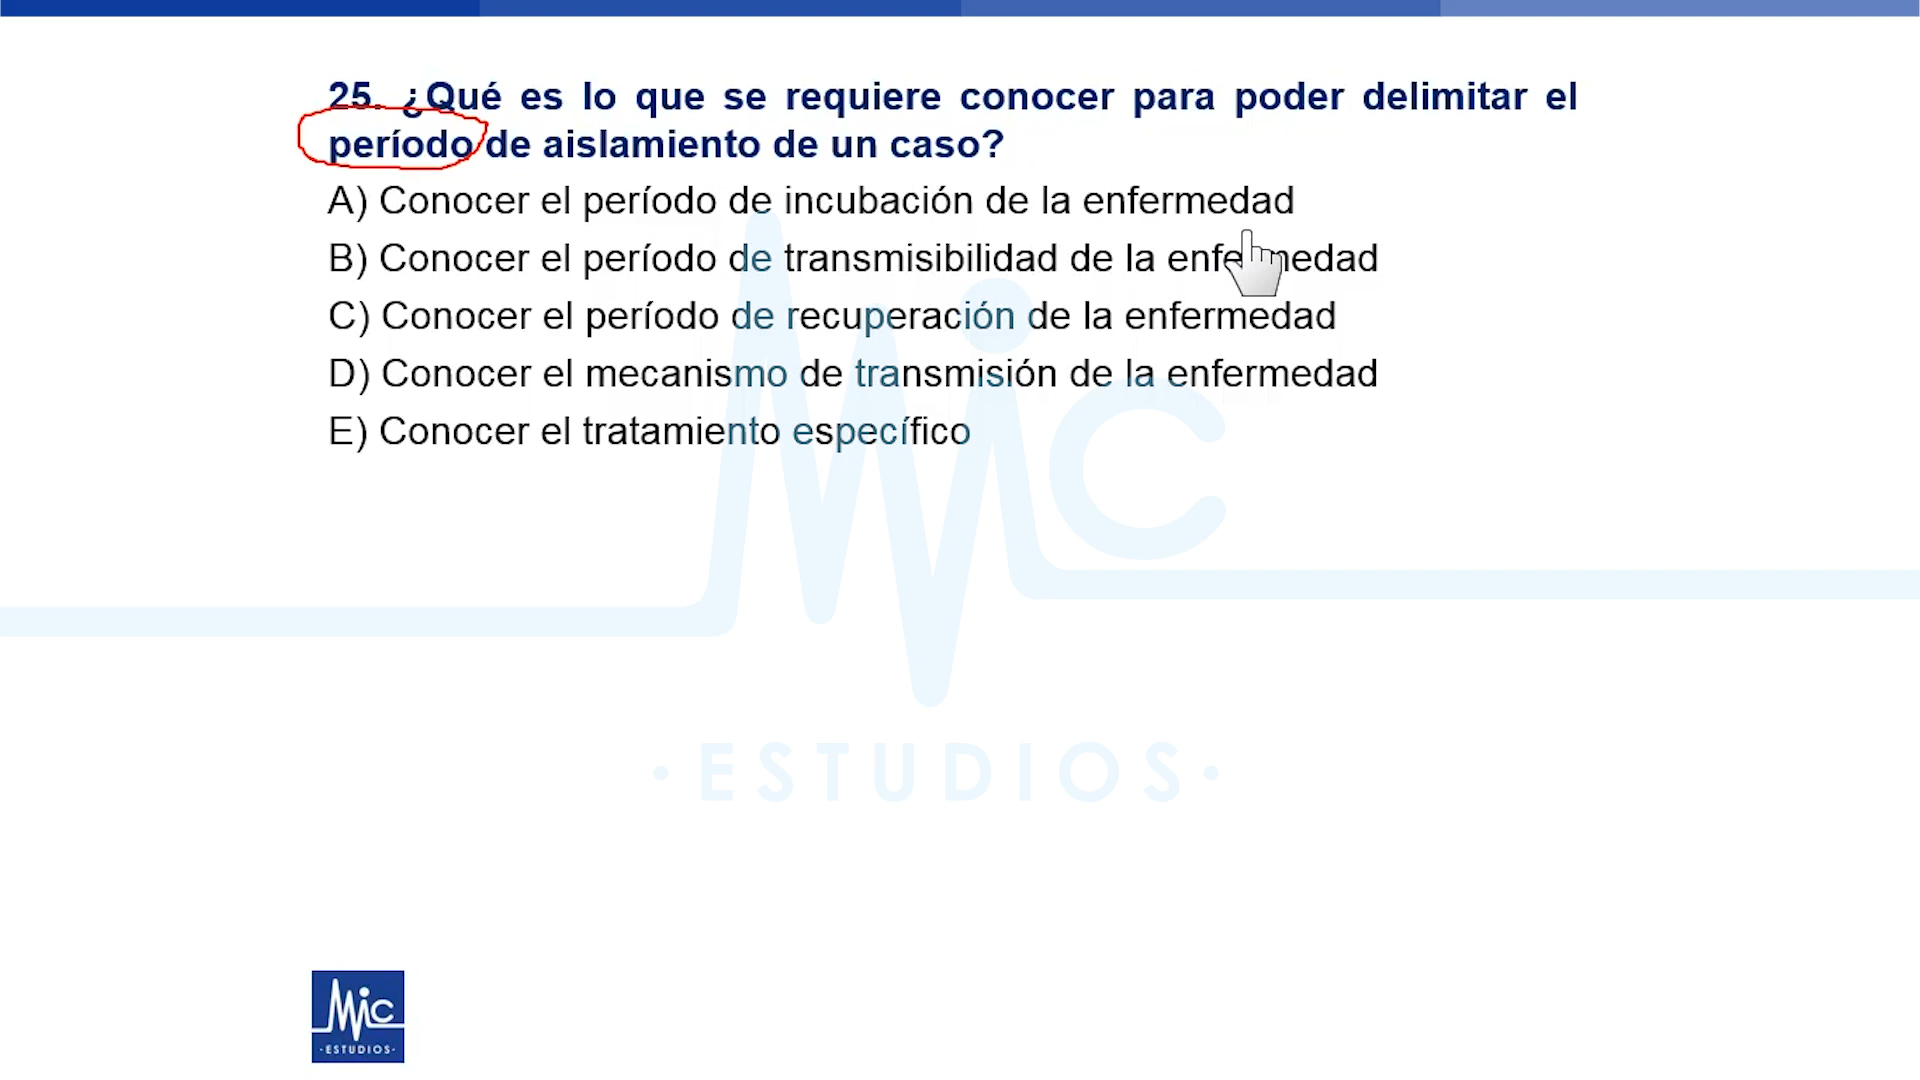 25. ¿Qué es lo que se requiere conocer para poder delimitar el
período de aislamiento de un caso?
A) Conocer el período de incubación de la enfermedad
B) Conocer el período de transmisibilidad de la enfermedad
C) Conocer el período de recuperación de la enfermedad
D) Conocer el mecanismo de transmisión de la enfermedad
E) Conocer el tratamiento específico
Mic
·ESTUDIOS·
Mic
·ESTUDIOS·